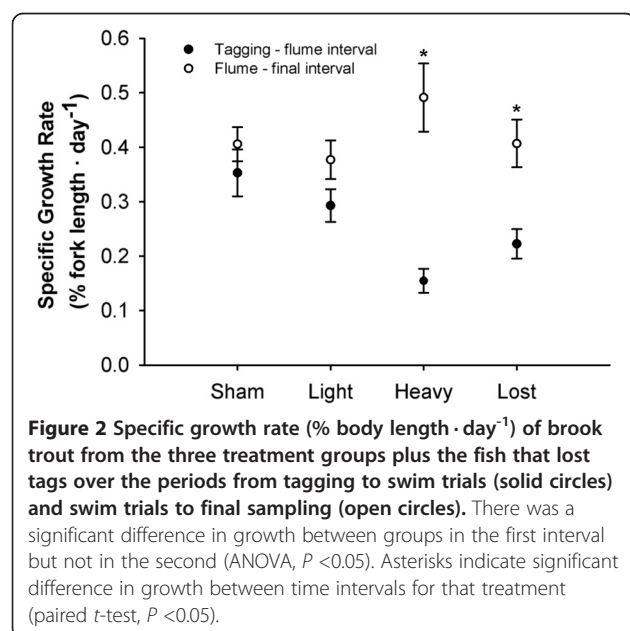 0.6
Tagging - flume interval
Flume - final interval
*
0.5
*
0.4
0.3
0.2
0.1
0.0
Specific Growth Rate
(% fork length · day-1)
Sham Light Heavy Lost
Figure 2 Specific growth rate (% body length · day-1) of brook
trout from the three treatment groups plus the fish that lost
tags over the periods from tagging to swim trials (solid circles)
and swim trials to final sampling (open circles). There was a
significant difference in growth between groups in the first interval
but not in the second (ANOVA, P <0.05). Asterisks indicate significant
difference in growth between time intervals for that treatment
(paired t-test, P <0.05).